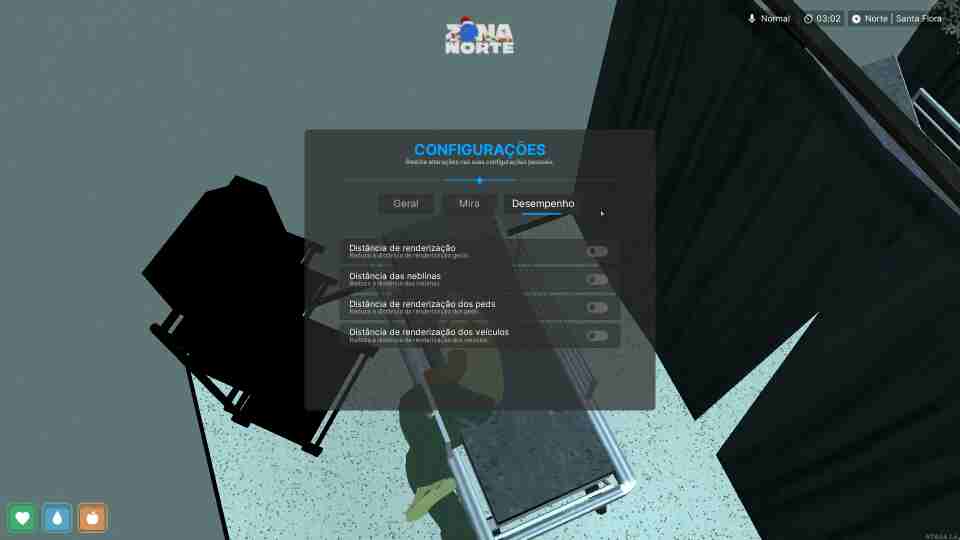 ZONA
NORTE
Normal
03:02
Norte | Santa Flora
CONFIGURAÇÕES
Realize alterações nas suas configurações pessoais.
Geral
Mira
Desempenho
Distância de renderização
Reduza a distância de renderização geral.
Distância das neblinas
Reduza a distância das neblinas.
Distância de renderização dos peds
Reduza a distância de renderização dos peds.
Distância de renderização dos veículos
Reduza a distância de renderização dos veículos.